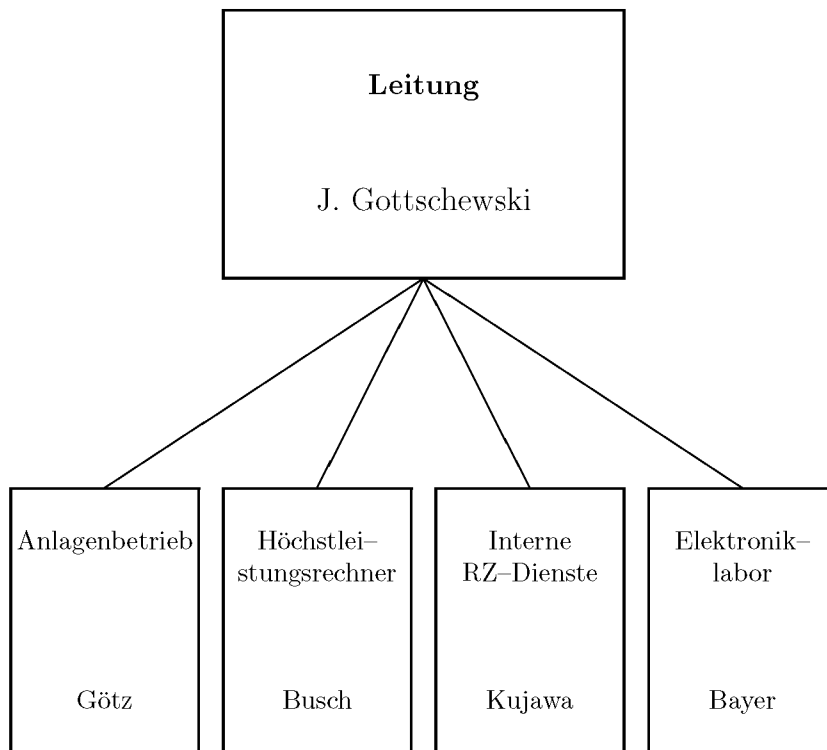 Leitung
J. Gottschewski
Anlagenbetrieb
Höchstlei–
stungsrechner
Interne
RZ–Dienste
Elektronik–
labor
Götz
Busch
Kujawa
Bayer